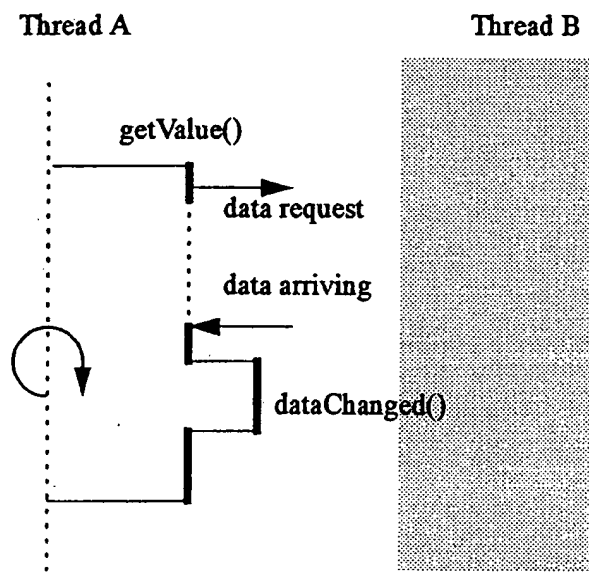 Thread A
Thread B
getValue()
data request
data arriving
dataChanged()